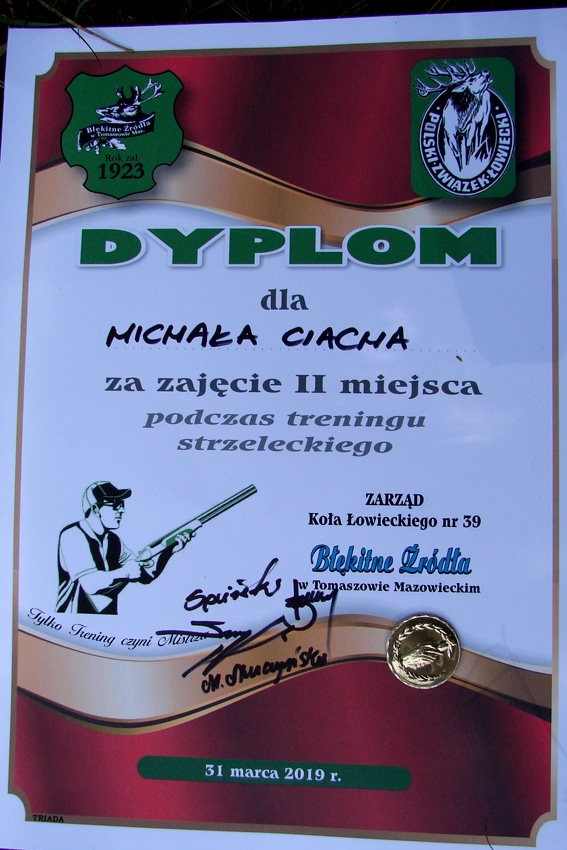 Błękitne Źródła
w Tomaszowie Maz.
Rok zał.
1923
POLSKI ZWIĄZEK ŁOWIECKI
DYPLOM
dla
MICHAŁA CIACHA
za zajęcie II miejsca
podczas treningu
strzeleckiego
ZARZĄD
Koła Łowieckiego nr 39
Błękitne Źródła
w Tomaszowie Mazowieckim
Tylko Trening czyni Mistrza
31 marca 2019 r.
TRIADA